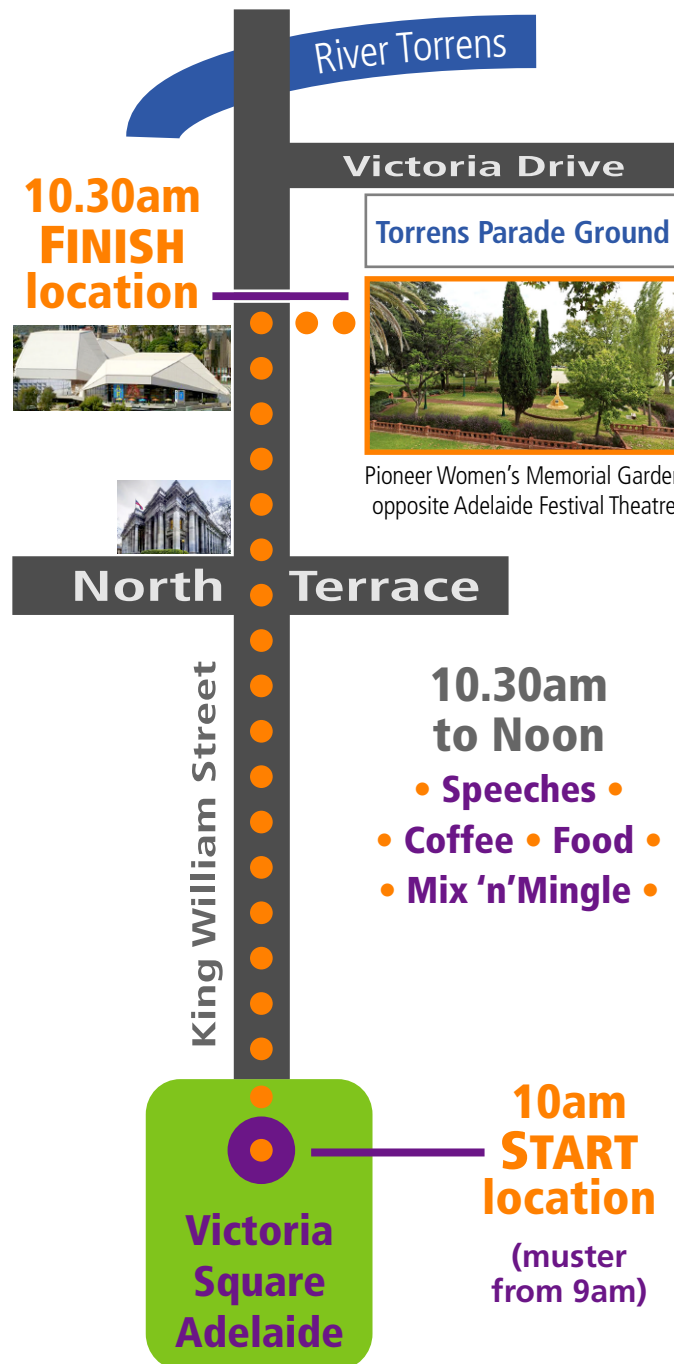 River Torrens
Victoria Drive
10.30am
FINISH
location
Torrens Parade Ground
Pioneer Women's Memorial Garden
opposite Adelaide Festival Theatre
North Terrace
King William Street
10.30am
to Noon
• Speeches •
• Coffee • Food •
• Mix ‘n’Mingle •
10am
START
location
(muster
from 9am)
Victoria
Square
Adelaide